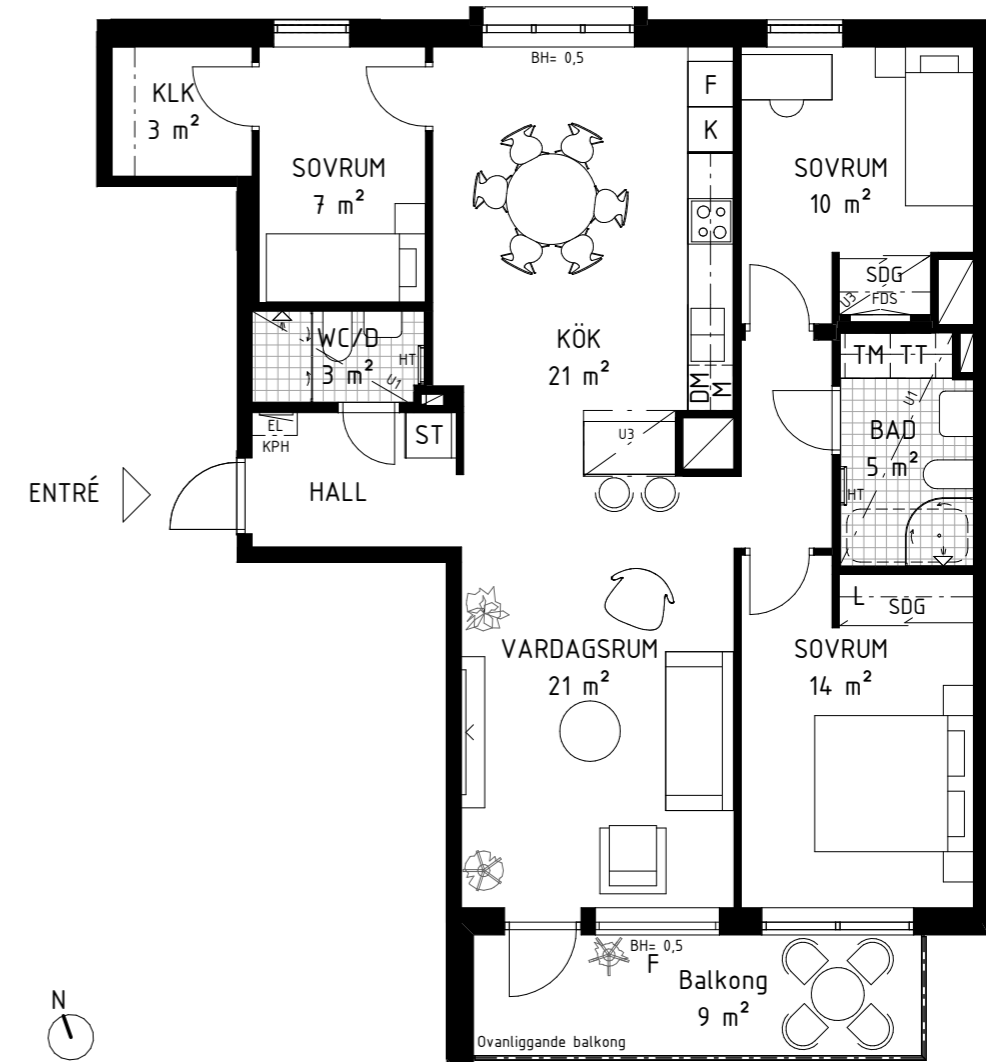 BH= 0,5
KLK
3 m²
F
K
SOVRUM
7 m²
SOVRUM
10 m²
SDG
U3
FDS
WC/D
3 m²
HT
U1
KÖK
21 m²
DM
M
TM TT
U1
BAD
5 m²
HT
EL
KPH
ST
U3
ENTRÉ
HALL
L
SDG
VARDAGSRUM
21 m²
SOVRUM
14 m²
BH= 0,5
F
Balkong
9 m²
Ovanliggande balkong
N